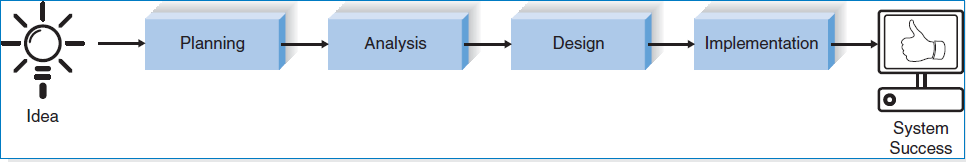 Planning
Analysis
Design
Implementation
Idea
System
Success